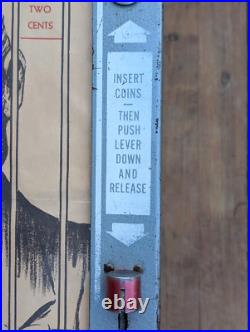 TWO
CENTS
INSERT
COINS
—
THEN
PUSH
LEVER
DOWN
AND
RELEASE